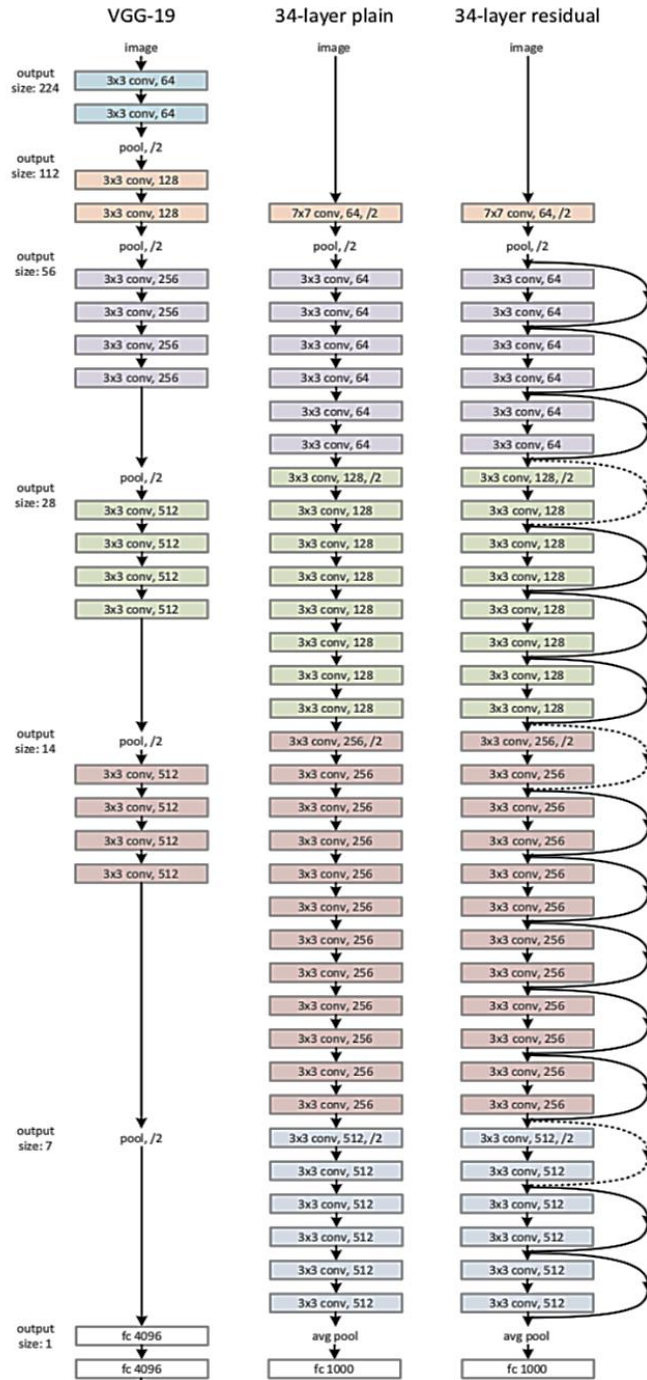 output
size: 224
output
size: 112
output
size: 56
output
size: 28
output
size: 14
output
size: 7
output
size: 1
VGG-19
image
3x3 conv, 64
3x3 conv, 64
pool, /2
3x3 conv, 128
3x3 conv, 128
pool, /2
3x3 conv, 256
3x3 conv, 256
3x3 conv, 256
3x3 conv, 256
pool, /2
3x3 conv, 512
3x3 conv, 512
3x3 conv, 512
3x3 conv, 512
pool, /2
3x3 conv, 512
3x3 conv, 512
3x3 conv, 512
3x3 conv, 512
pool, /2
fc 4096
fc 4096
34-layer plain
image
7x7 conv, 64, /2
pool, /2
3x3 conv, 64
3x3 conv, 64
3x3 conv, 64
3x3 conv, 64
3x3 conv, 64
3x3 conv, 64
3x3 conv, 128, /2
3x3 conv, 128
3x3 conv, 128
3x3 conv, 128
3x3 conv, 128
3x3 conv, 128
3x3 conv, 128
3x3 conv, 128
3x3 conv, 256, /2
3x3 conv, 256
3x3 conv, 256
3x3 conv, 256
3x3 conv, 256
3x3 conv, 256
3x3 conv, 256
3x3 conv, 256
3x3 conv, 256
3x3 conv, 256
3x3 conv, 256
3x3 conv, 256
3x3 conv, 512, /2
3x3 conv, 512
3x3 conv, 512
3x3 conv, 512
3x3 conv, 512
3x3 conv, 512
avg pool
fc 1000
34-layer residual
image
7x7 conv, 64, /2
pool, /2
3x3 conv, 64
3x3 conv, 64
3x3 conv, 64
3x3 conv, 64
3x3 conv, 64
3x3 conv, 64
3x3 conv, 128, /2
3x3 conv, 128
3x3 conv, 128
3x3 conv, 128
3x3 conv, 128
3x3 conv, 128
3x3 conv, 128
3x3 conv, 128
3x3 conv, 256, /2
3x3 conv, 256
3x3 conv, 256
3x3 conv, 256
3x3 conv, 256
3x3 conv, 256
3x3 conv, 256
3x3 conv, 256
3x3 conv, 256
3x3 conv, 256
3x3 conv, 256
3x3 conv, 256
3x3 conv, 512, /2
3x3 conv, 512
3x3 conv, 512
3x3 conv, 512
3x3 conv, 512
3x3 conv, 512
avg pool
fc 1000